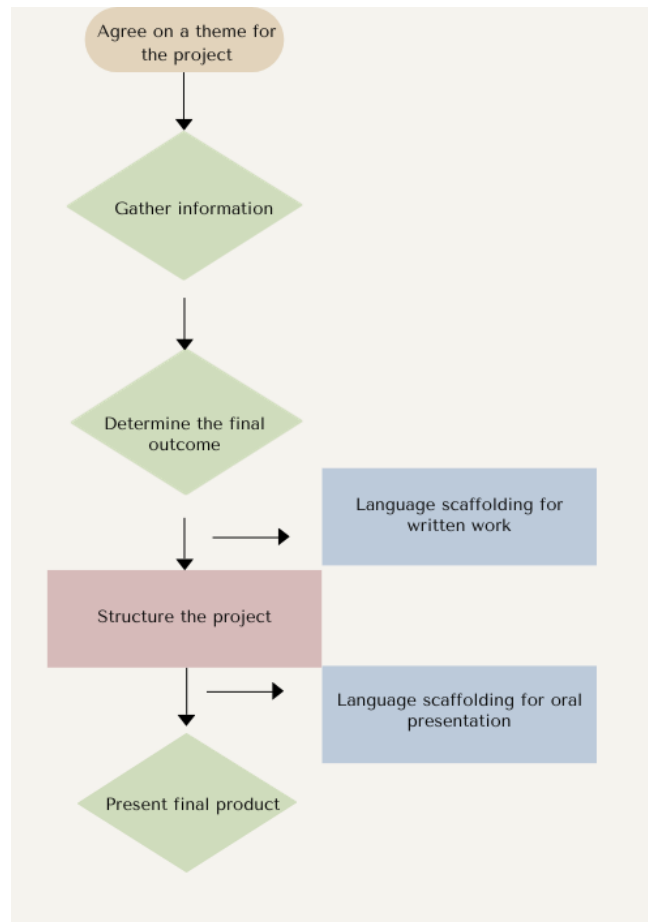 Agree on a theme for
the project
Gather information
Determine the final
outcome
Language scaffolding for
written work
Structure the project
Language scaffolding for oral
presentation
Present final product